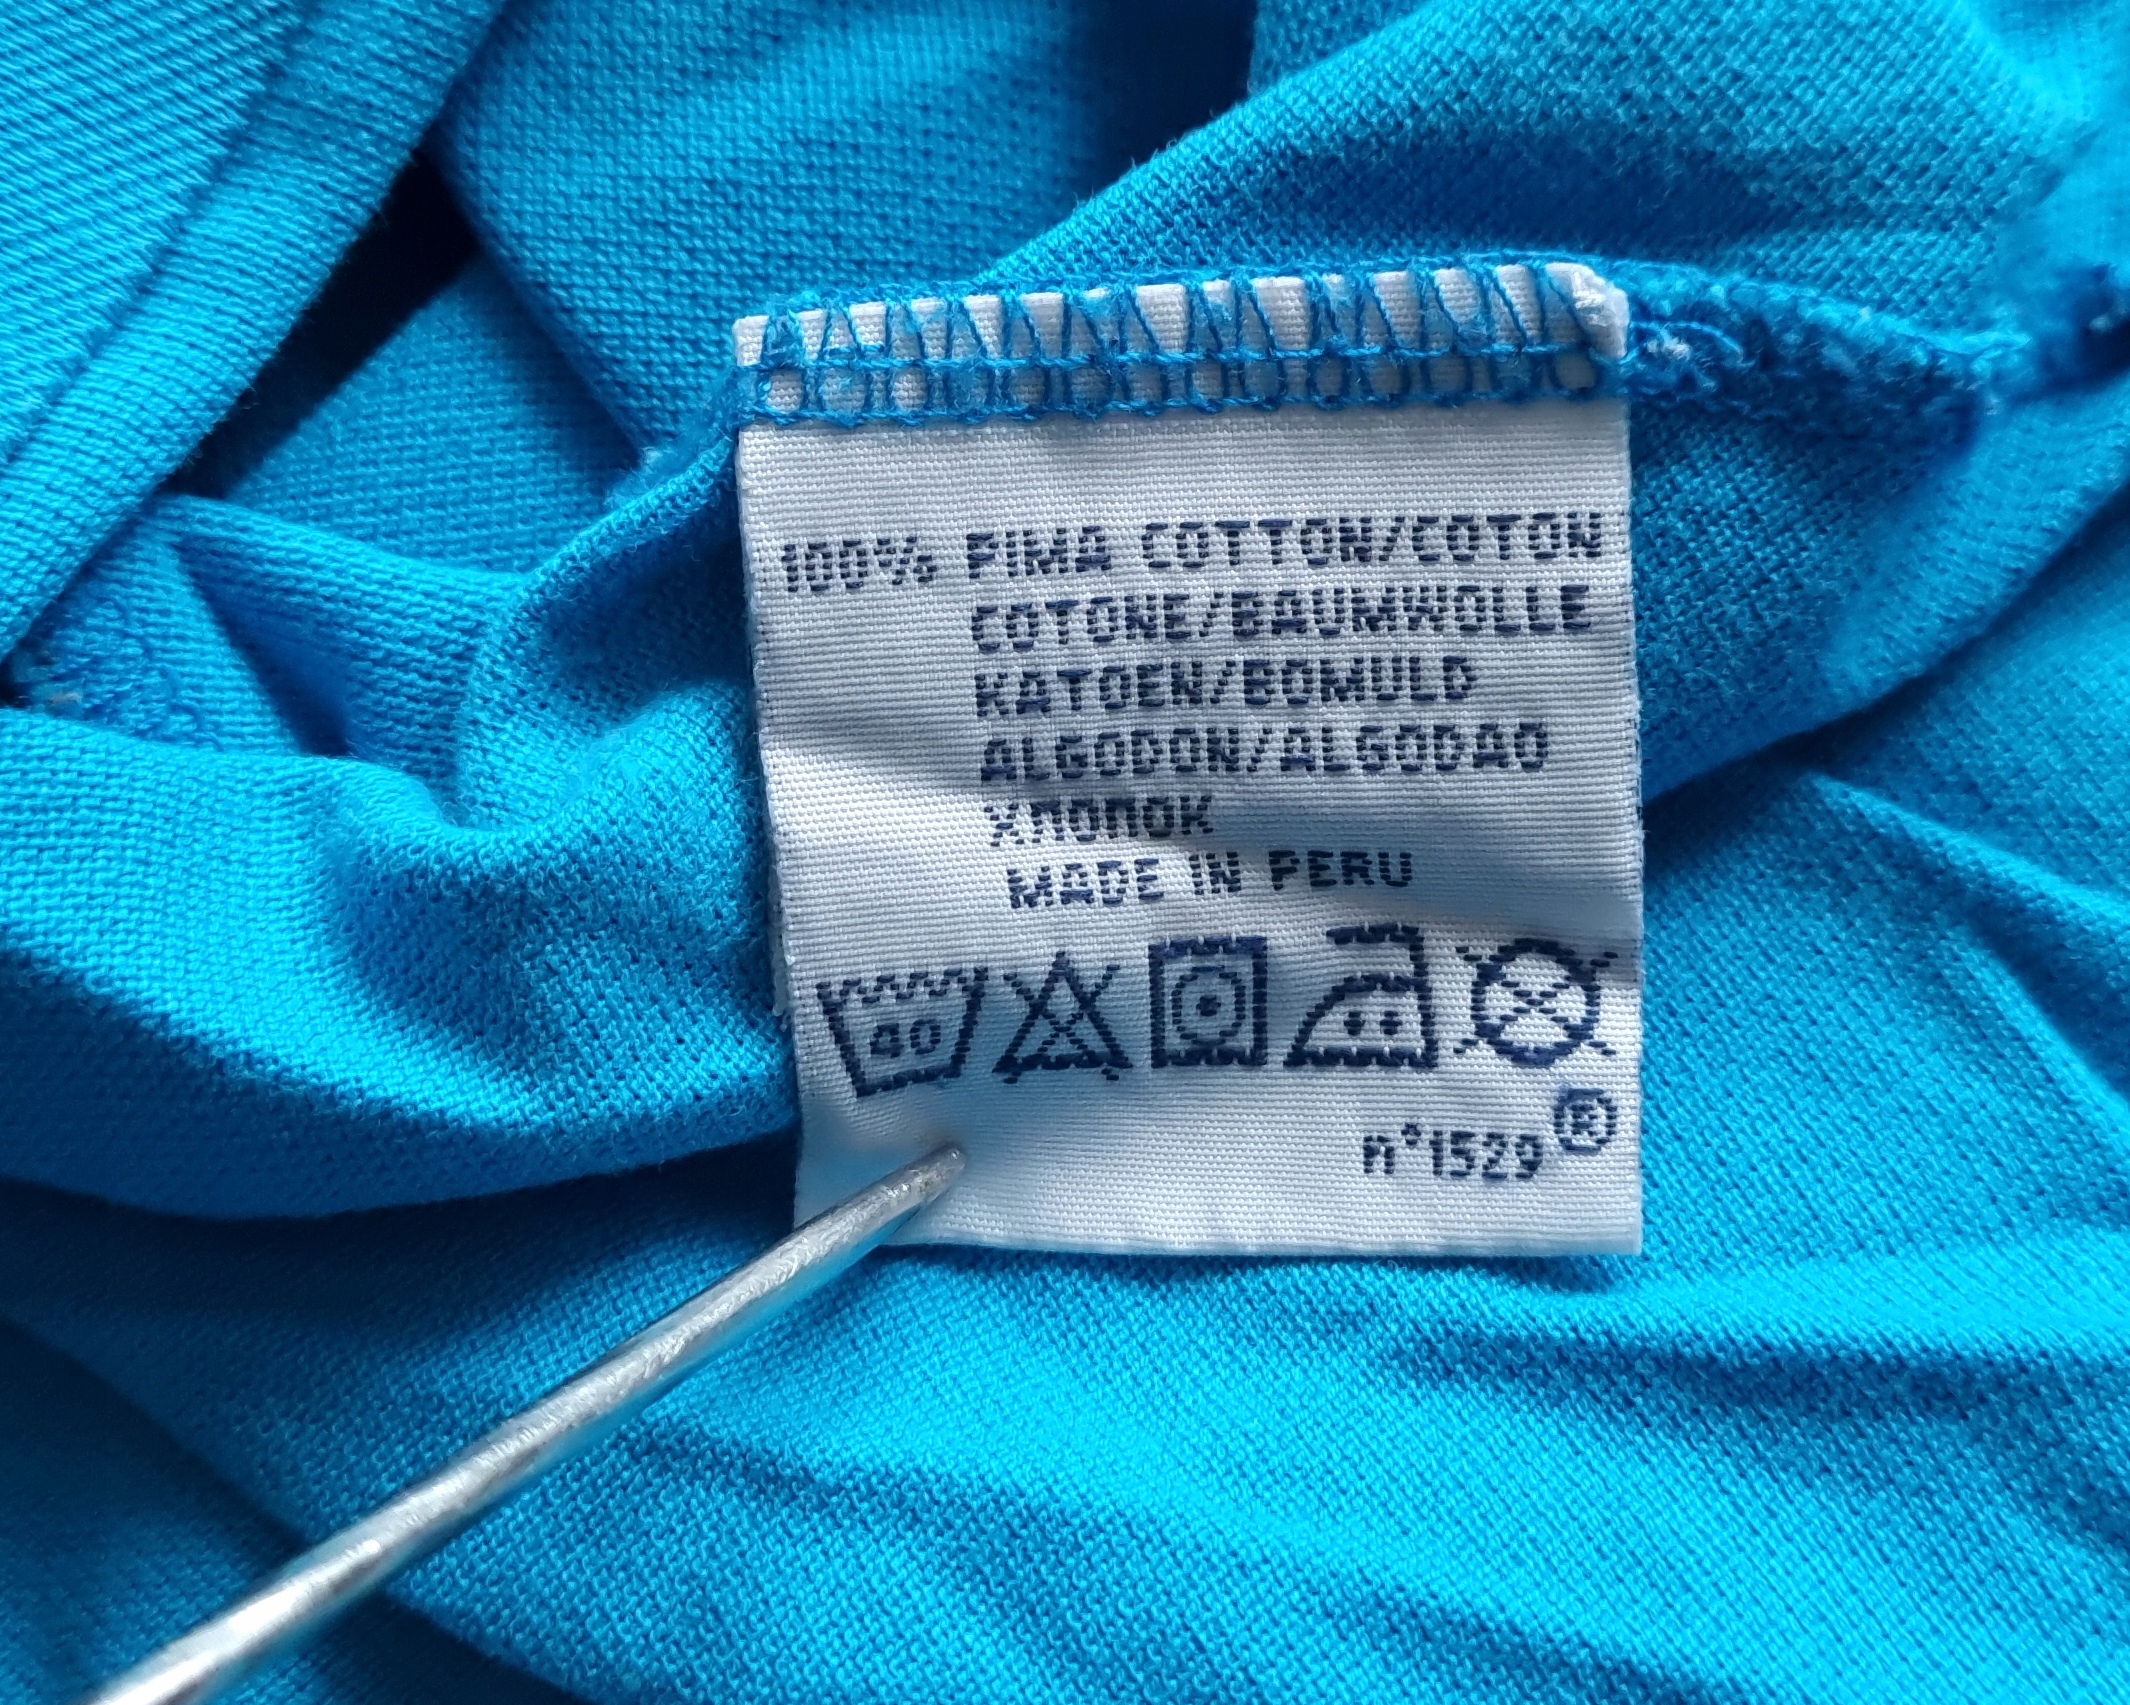 100% PIMA COTTON/COTON
COTONE/BAUMWOLLE
KATOEN/BOMULD
ALGODON/ALGODAO
ХЛОПОК
MADE IN PERU
40
n°1529®